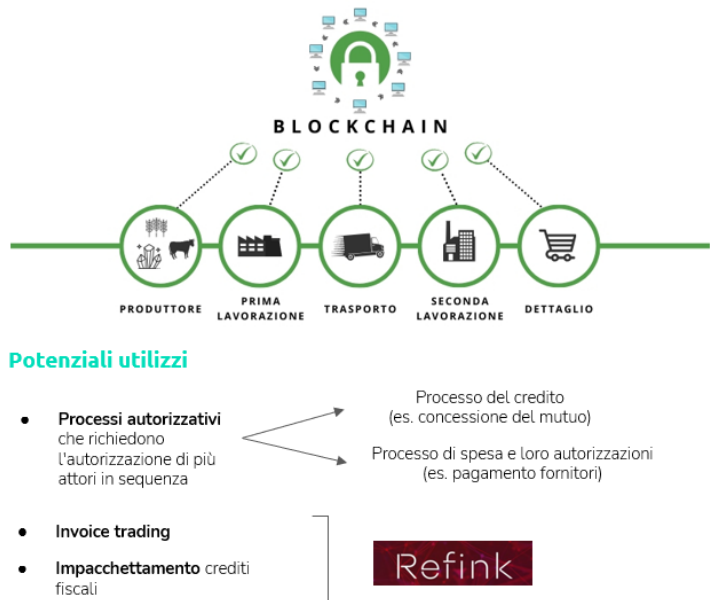 BLOCKCHAIN
PRODUTTORE
PRIMA
LAVORAZIONE
TRASPORTO
SECONDA
LAVORAZIONE
DETTAGLIO
Potenziali utilizzi
● Processi autorizzativi
che richiedono
l'autorizzazione di più
attori in sequenza
Processo del credito
(es. concessione del mutuo)
Processo di spesa e loro autorizzazioni
(es. pagamento fornitori)
● Invoice trading
● Impacchettamento crediti
fiscali
Refink